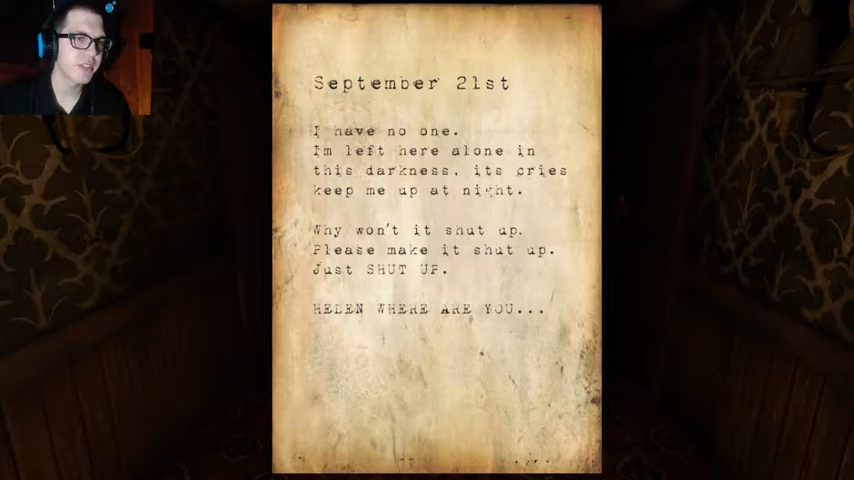 September 21st
I have no one.
Im left here alone in
this darkness. its cries
keep me up at night.
Why won't it shut up.
Please make it shut up.
Just SHUT UP.
HELEN WHERE ARE YOU...